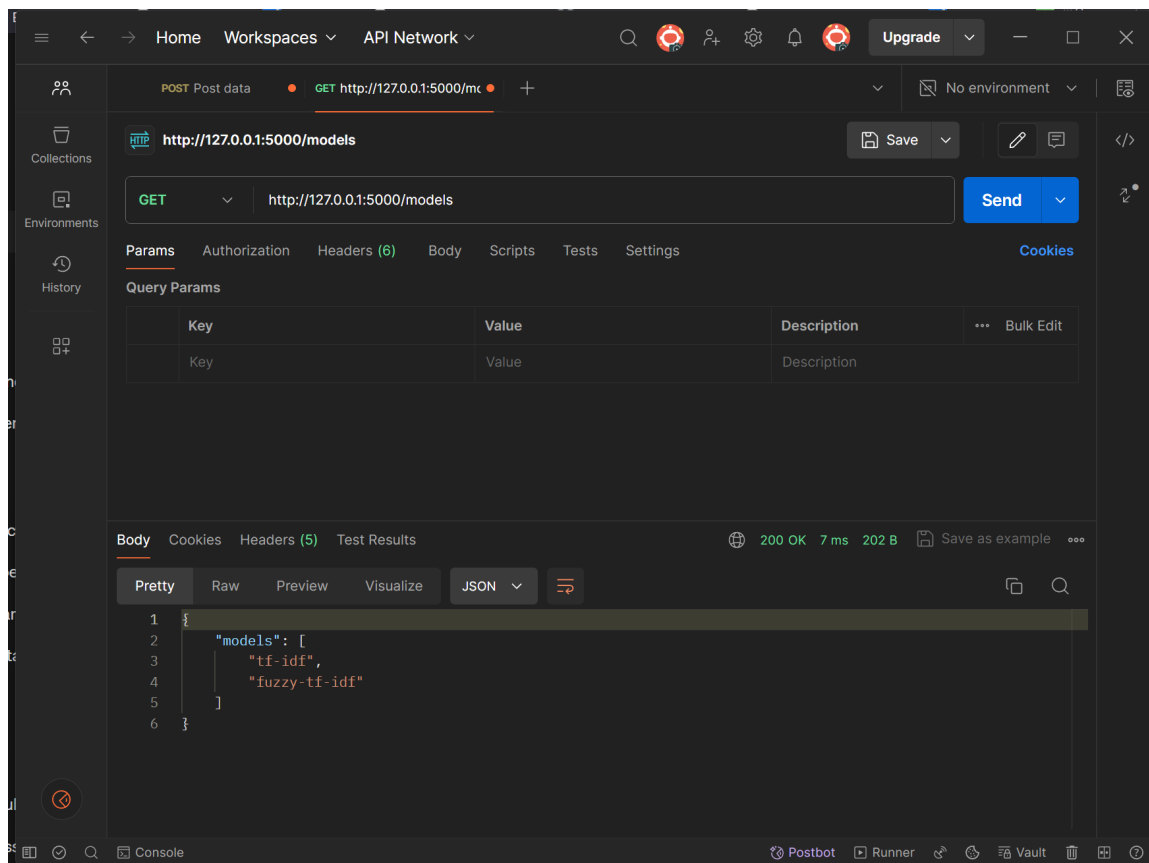 Home Workspaces API Network Upgrade
POST Post data GET http://127.0.0.1:5000/mo No environment
HTTP http://127.0.0.1:5000/models Save
Collections
GET http://127.0.0.1:5000/models Send
Environments
Params Authorization Headers (6) Body Scripts Tests Settings Cookies
History
Query Params
Key Value Description Bulk Edit
Key Value Description
Body Cookies Headers (5) Test Results 200 OK 7 ms 202 B Save as example
Pretty Raw Preview Visualize JSON
1 {
2 "models": [
3 "tf-idf",
4 "fuzzy-tf-idf"
5 ]
6 }
Console Postbot Runner Vault